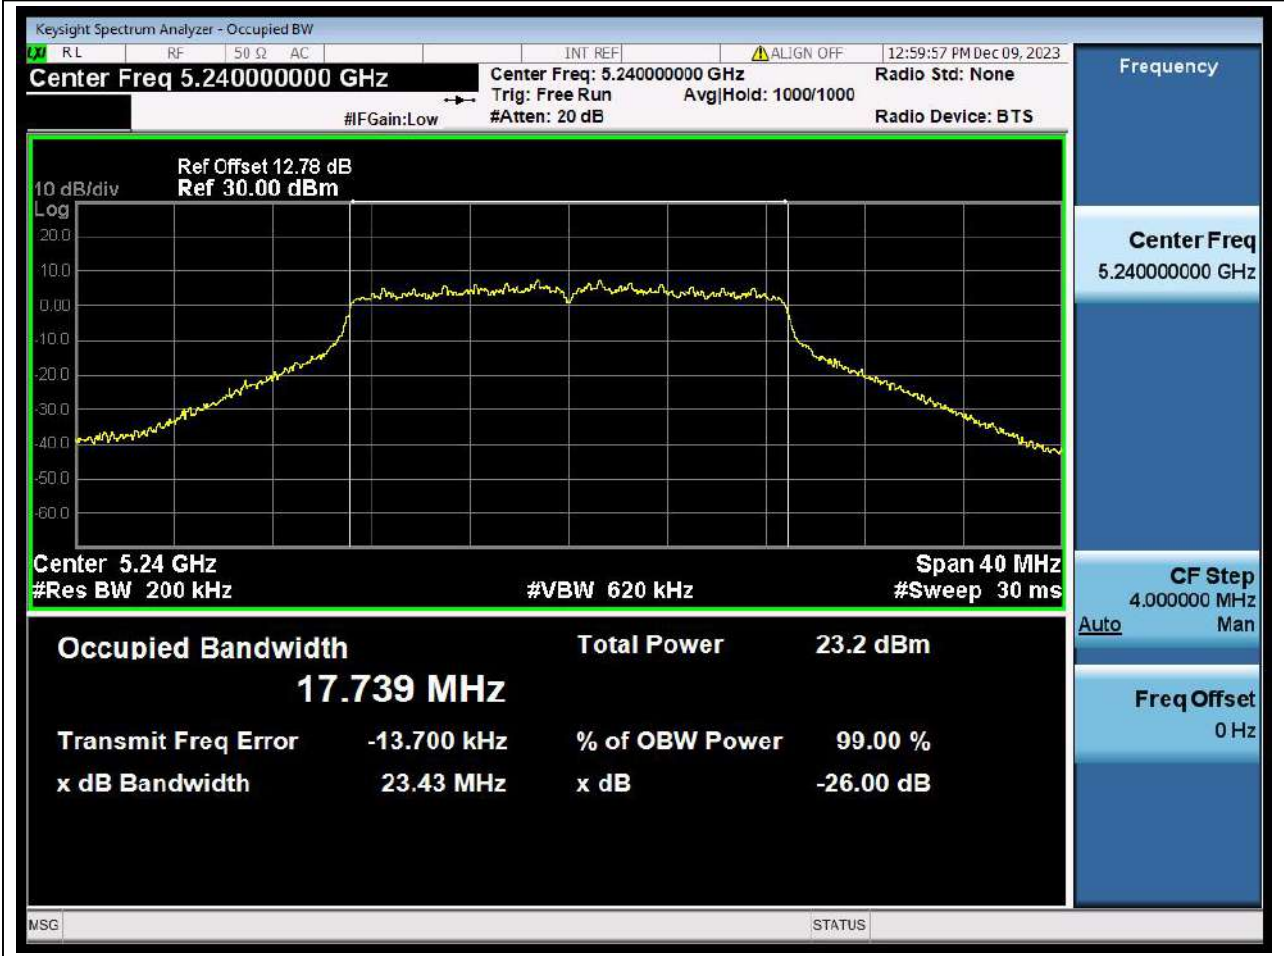 Keysight Spectrum Analyzer - Occupied BW
LXI RL RF 50 Ω AC INT REF ALIGN OFF 12:59:57 PM Dec 09, 2023
Center Freq 5.240000000 GHz
Center Freq: 5.240000000 GHz
Radio Std: None
Trig: Free Run Avg|Hold: 1000/1000
#IFGain:Low
#Atten: 20 dB
Radio Device: BTS
Ref Offset 12.78 dB
10 dB/div Ref 30.00 dBm
Log
20.0
10.0
0.00
-10.0
-20.0
-30.0
-40.0
-50.0
-60.0
Center 5.24 GHz Span 40 MHz
#Res BW 200 kHz #VBW 620 kHz #Sweep 30 ms
Occupied Bandwidth Total Power 23.2 dBm
17.739 MHz
Transmit Freq Error -13.700 kHz % of OBW Power 99.00 %
x dB Bandwidth 23.43 MHz x dB -26.00 dB
Frequency
Center Freq
5.240000000 GHz
CF Step
4.000000 MHz
Auto Man
Freq Offset
0 Hz
MSG STATUS